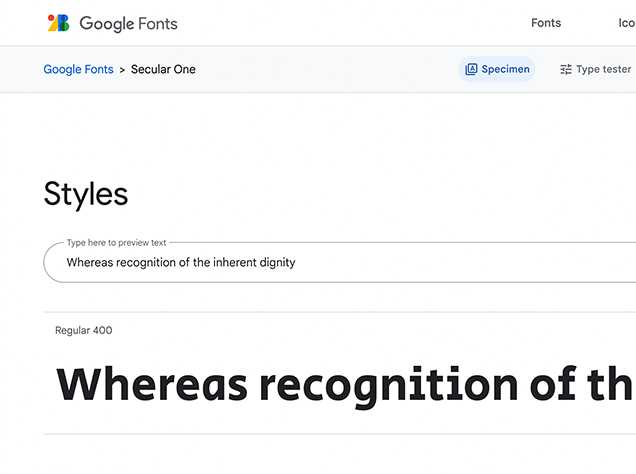 Google Fonts Fonts Ico
Google Fonts > Secular One Specimen Type tester
Styles
Type here to preview text
Whereas recognition of the inherent dignity
Regular 400
Whereas recognition of th